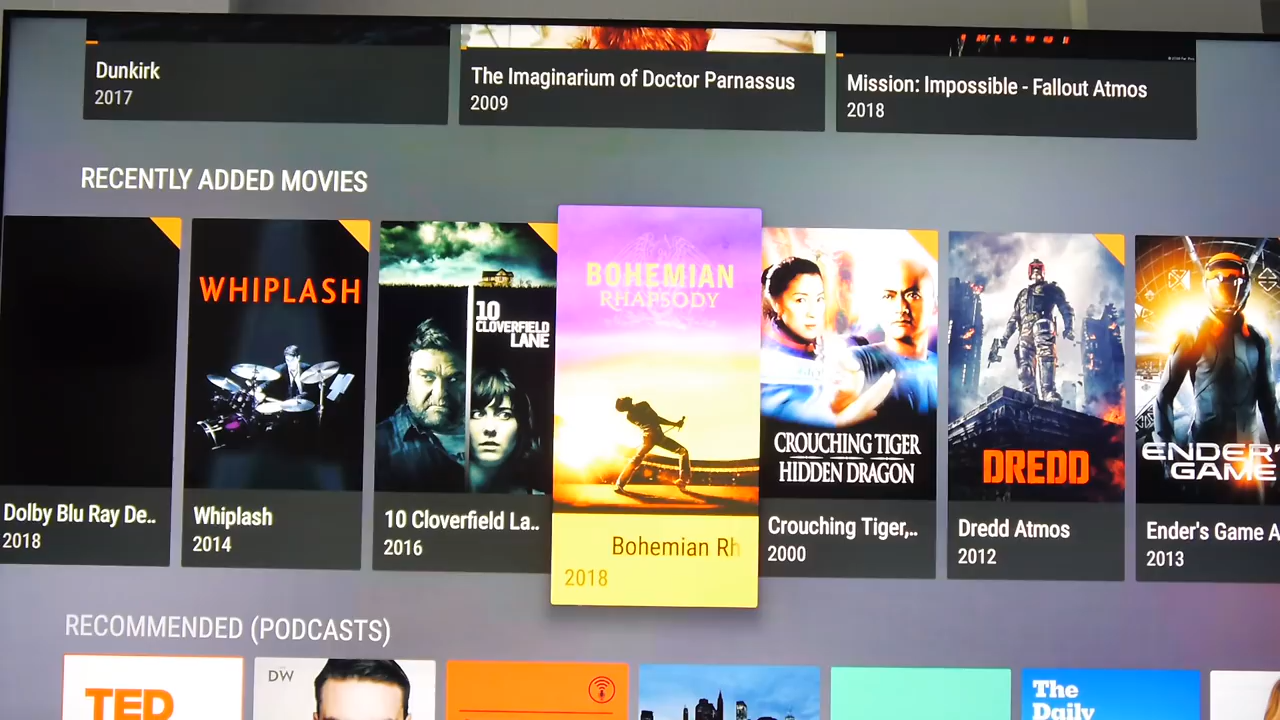 Dunkirk
2017
The Imaginarium of Doctor Parnassus
2009
Mission: Impossible - Fallout Atmos
2018
RECENTLY ADDED MOVIES
Dolby Blu Ray De..
2018
WHIPLASH
Whiplash
2014
10
CLOVERFIELD
LANE
10 Cloverfield La..
2016
BOHEMIAN
RHAPSODY
Bohemian Rh
2018
CROUCHING TIGER
HIDDEN DRAGON
Crouching Tiger,..
2000
DREDD
Dredd Atmos
2012
ENDER'
GAME
Ender's Game A
2013
RECOMMENDED (PODCASTS)
TED
DW
The
Daily